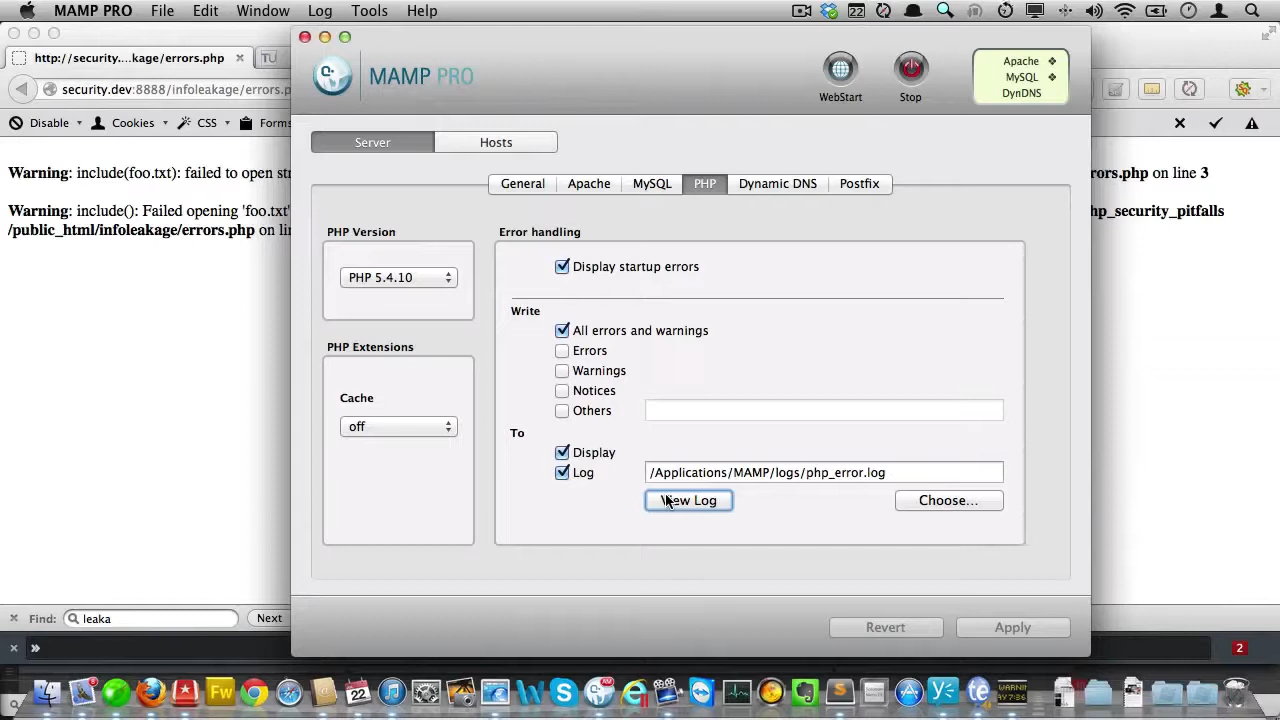 MAMP PRO File Edit Window Log Tools Help
22
http://security....kage/errors.php
TU
security.dev:8888/infoleakage/errors.p
Disable Cookies CSS Forms
Warning: include(foo.txt): failed to open
rors.php on line 3
Warning: include(): Failed opening 'foo.txt'
hp_security_pitfalls
/public_html/infoleakage/errors.php on
MAMP PRO
WebStart
Stop
Apache
MySQL
DynDNS
Server Hosts
General Apache MySQL PHP Dynamic DNS Postfix
PHP Version
PHP 5.4.10
PHP Extensions
Cache
off
Error handling
Display startup errors
Write
All errors and warnings
Errors
Warnings
Notices
Others
To
Display
Log /Applications/MAMP/logs/php_error.log
View Log Choose...
Revert Apply
Find: leaka Next
»
2
Fw
22